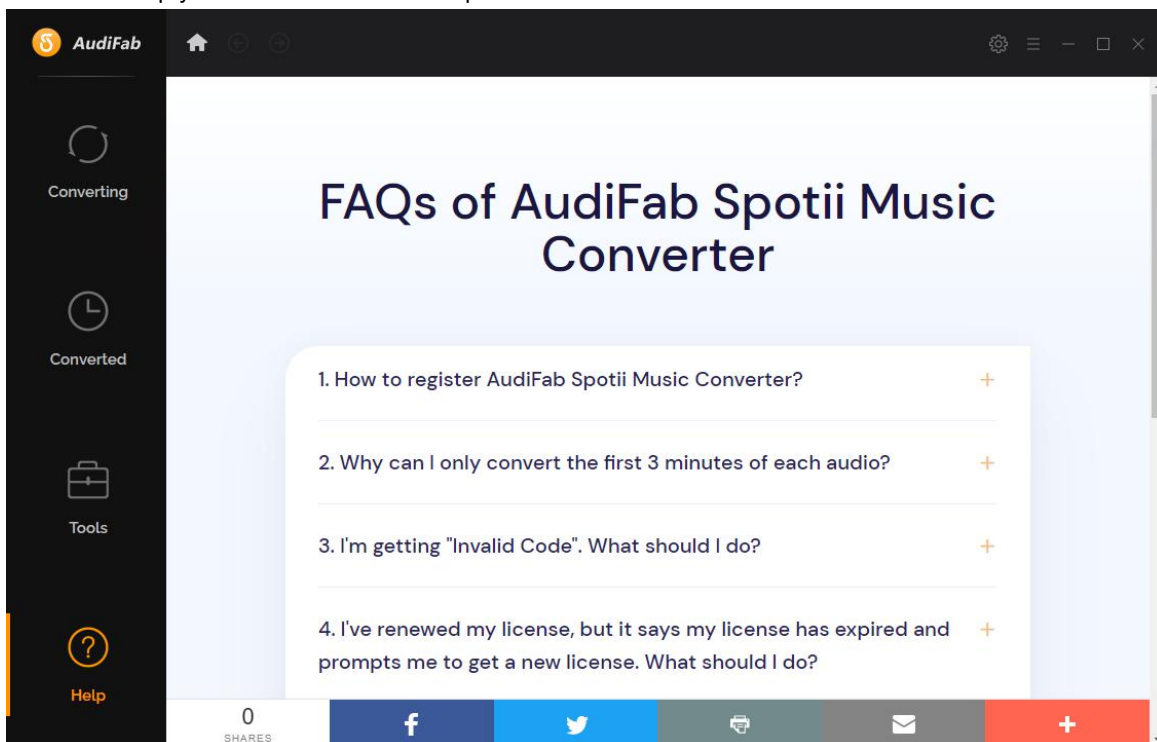 AudiFab
Converting
Converted
Tools
Help
FAQs of AudiFab Spotii Music
Converter
1. How to register AudiFab Spotii Music Converter?
2. Why can I only convert the first 3 minutes of each audio?
3. I'm getting "Invalid Code". What should I do?
4. I've renewed my license, but it says my license has expired and
prompts me to get a new license. What should I do?
0
SHARES